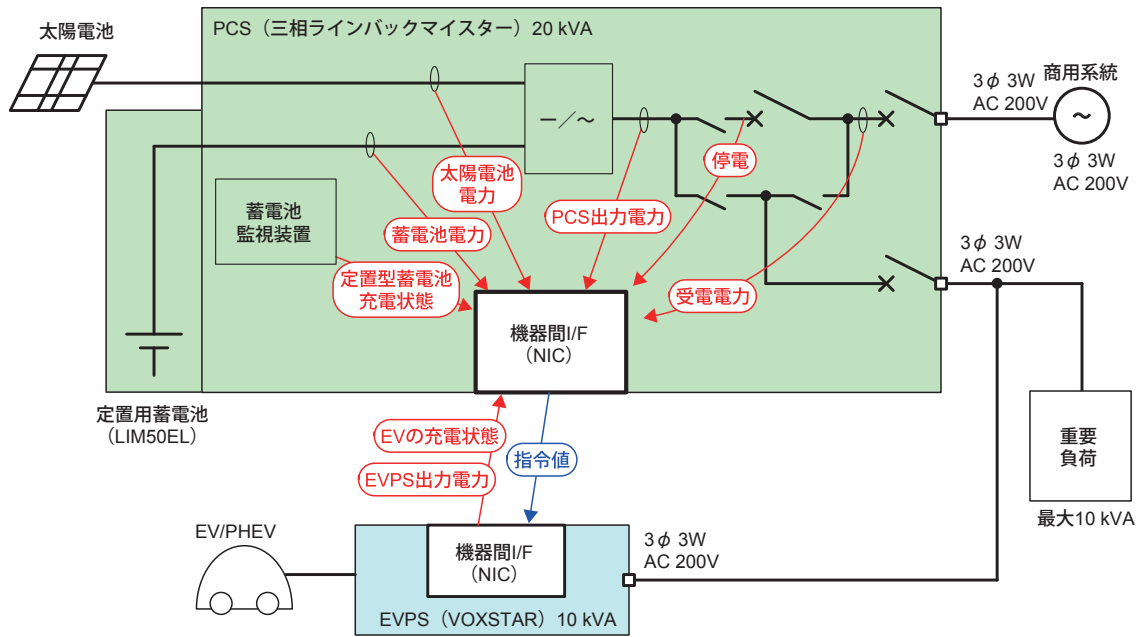 太陽電池
PCS（三相ラインバックマイスター）20 kVA
3φ 3W
AC 200V
商用系統
～
3φ 3W
AC 200V
－／～
停電
太陽電池
電力
蓄電池
監視装置
蓄電池電力
PCS出力電力
定置型蓄電池
充電状態
受電電力
3φ 3W
AC 200V
機器間I/F
（NIC）
定置用蓄電池
（LIM50EL）
EVの充電状態
指令値
EVPS出力電力
重要
負荷
最大10 kVA
EV/PHEV
機器間I/F
（NIC）
3φ 3W
AC 200V
EVPS（VOXSTAR）10 kVA